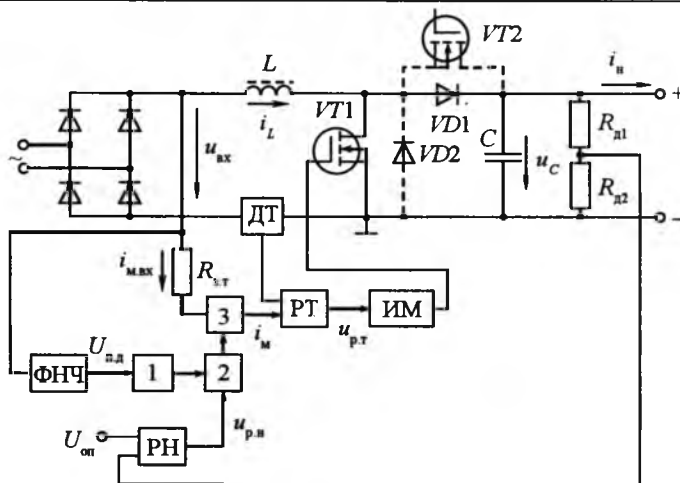 VT2
L
i_н
+
VT1
i_L
~
u_вх
VD1
VD2
C
u_C
R_д1
R_д2
ДТ
–
i_м.вх
R_з.т
3
РТ
ИМ
i_м
u_р.т
U_п.д
ФНЧ
1
2
u_р.н
U_оп
РН